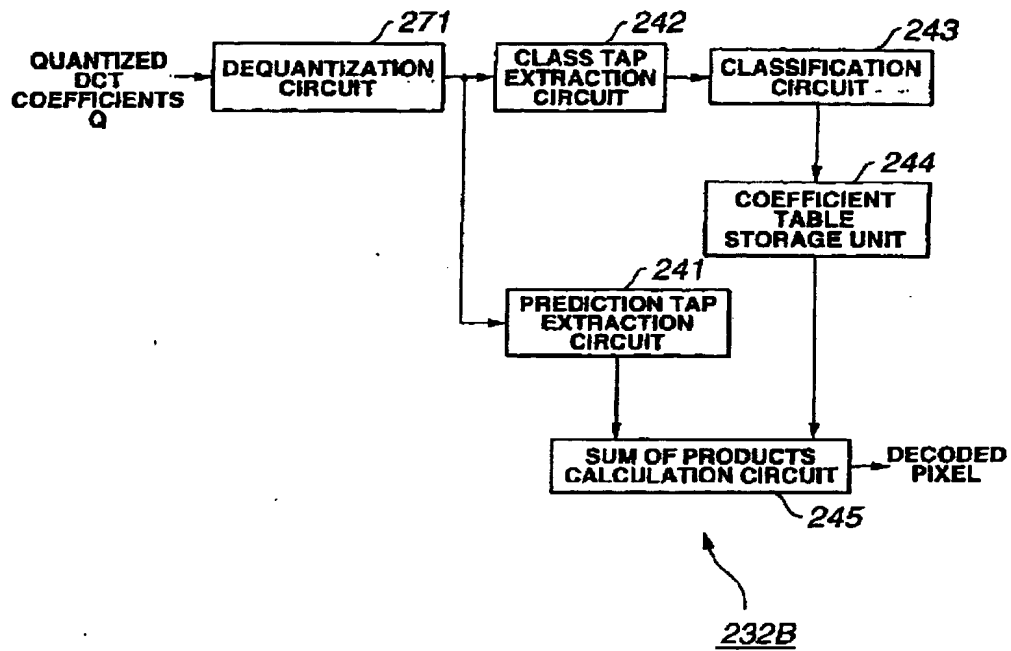 271
242
243
QUANTIZED
DCT
COEFFICIENTS
Q
DEQUANTIZATION
CIRCUIT
CLASS TAP
EXTRACTION
CIRCUIT
CLASSIFICATION
CIRCUIT
244
COEFFICIENT
TABLE
STORAGE UNIT
241
PREDICTION TAP
EXTRACTION
CIRCUIT
SUM OF PRODUCTS
CALCULATION CIRCUIT
DECODED
PIXEL
245
232B